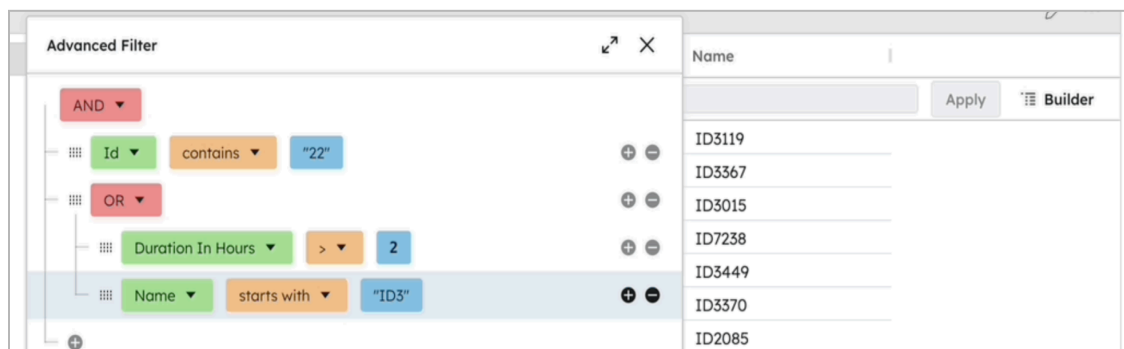 Advanced Filter
Name
AND
Apply
Builder
Id contains "22"
ID3119
ID3367
OR
ID3015
Duration In Hours > 2
ID7238
ID3449
Name starts with "ID3"
ID3370
ID2085